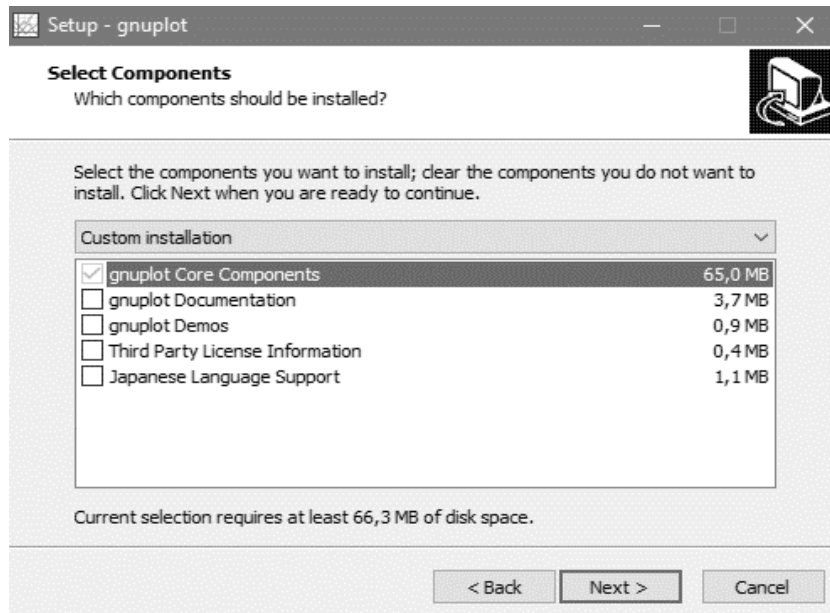 Setup - gnuplot
Select Components
Which components should be installed?
Select the components you want to install; clear the components you do not want to
install. Click Next when you are ready to continue.
Custom installation
gnuplot Core Components 65,0 MB
gnuplot Documentation 3,7 MB
gnuplot Demos 0,9 MB
Third Party License Information 0,4 MB
Japanese Language Support 1,1 MB
Current selection requires at least 66,3 MB of disk space.
< Back Next > Cancel